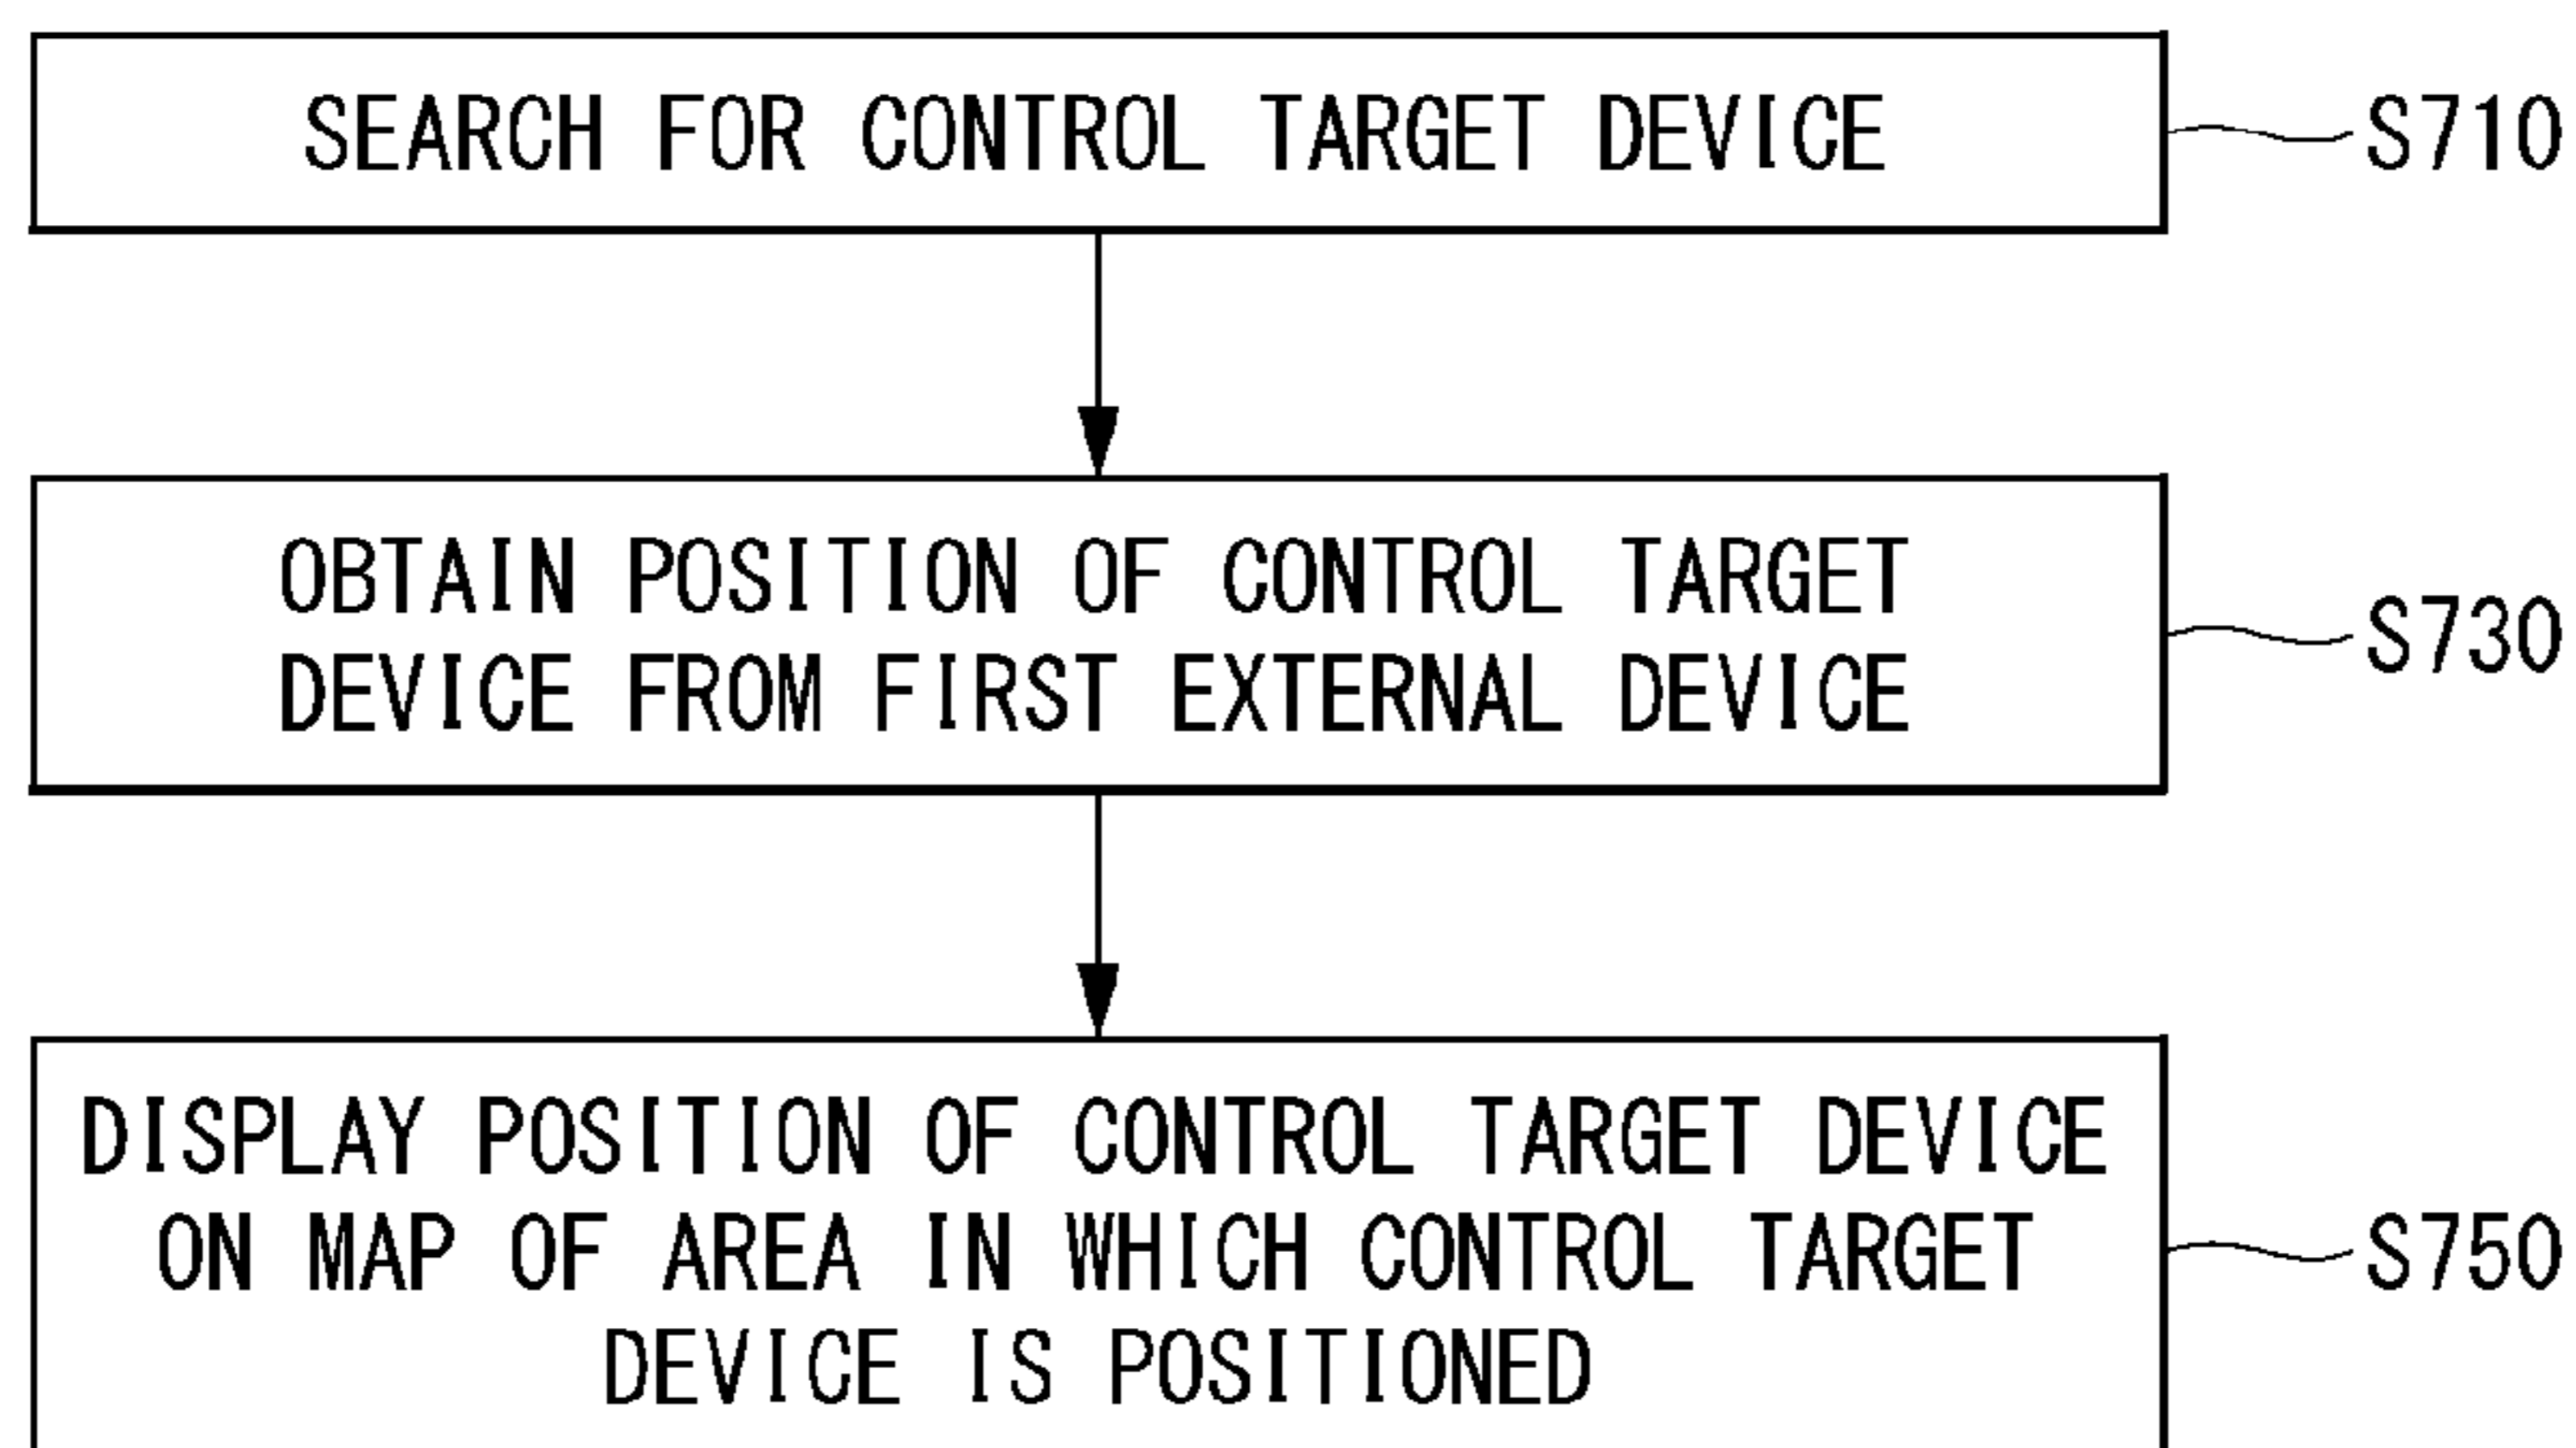 SEARCH FOR CONTROL TARGET DEVICE
S710
OBTAIN POSITION OF CONTROL TARGET
DEVICE FROM FIRST EXTERNAL DEVICE
S730
DISPLAY POSITION OF CONTROL TARGET DEVICE
ON MAP OF AREA IN WHICH CONTROL TARGET
DEVICE IS POSITIONED
S750